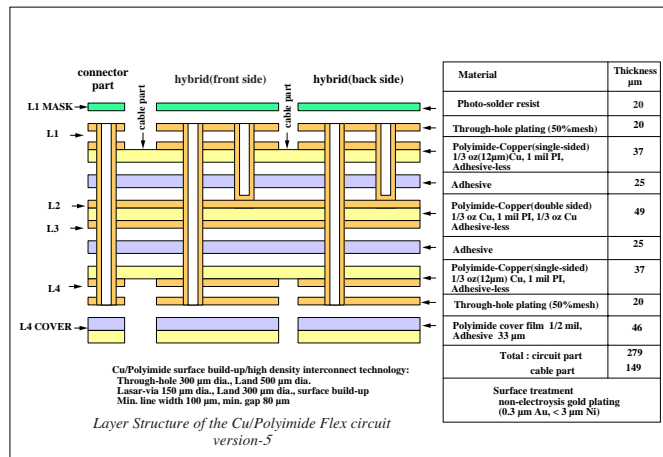 connector
part
hybrid(front side)
hybrid(back side)
cable part
cable part
L1 MASK
L1
L2
L3
L4
L4 COVER
Material
Thickness
µm
Photo-solder resist
20
Through-hole plating (50%mesh)
20
Polyimide-Copper(single-sided)
1/3 oz(12µm)Cu, 1 mil PI,
Adhesive-less
37
Adhesive
25
Polyimide-Copper(double sided)
1/3 oz Cu, 1 mil PI, 1/3 oz Cu
Adhesive-less
49
Adhesive
25
Polyimide-Copper(single-sided)
1/3 oz(12µm) Cu, 1 mil PI,
Adhesive-less
37
Through-hole plating (50%mesh)
20
Polyimide cover film 1/2 mil,
Adhesive 33 µm
46
Total : circuit part
279
cable part
149
Surface treatment
non-electroysis gold plating
(0.3 µm Au, < 3 µm Ni)
Cu/Polyimide surface build-up/high density interconnect technology:
Through-hole 300 µm dia., Land 500 µm dia.
Lasar-via 150 µm dia., Land 300 µm dia., surface build-up
Min. line width 100 µm, min. gap 80 µm
Layer Structure of the Cu/Polyimide Flex circuit
version-5